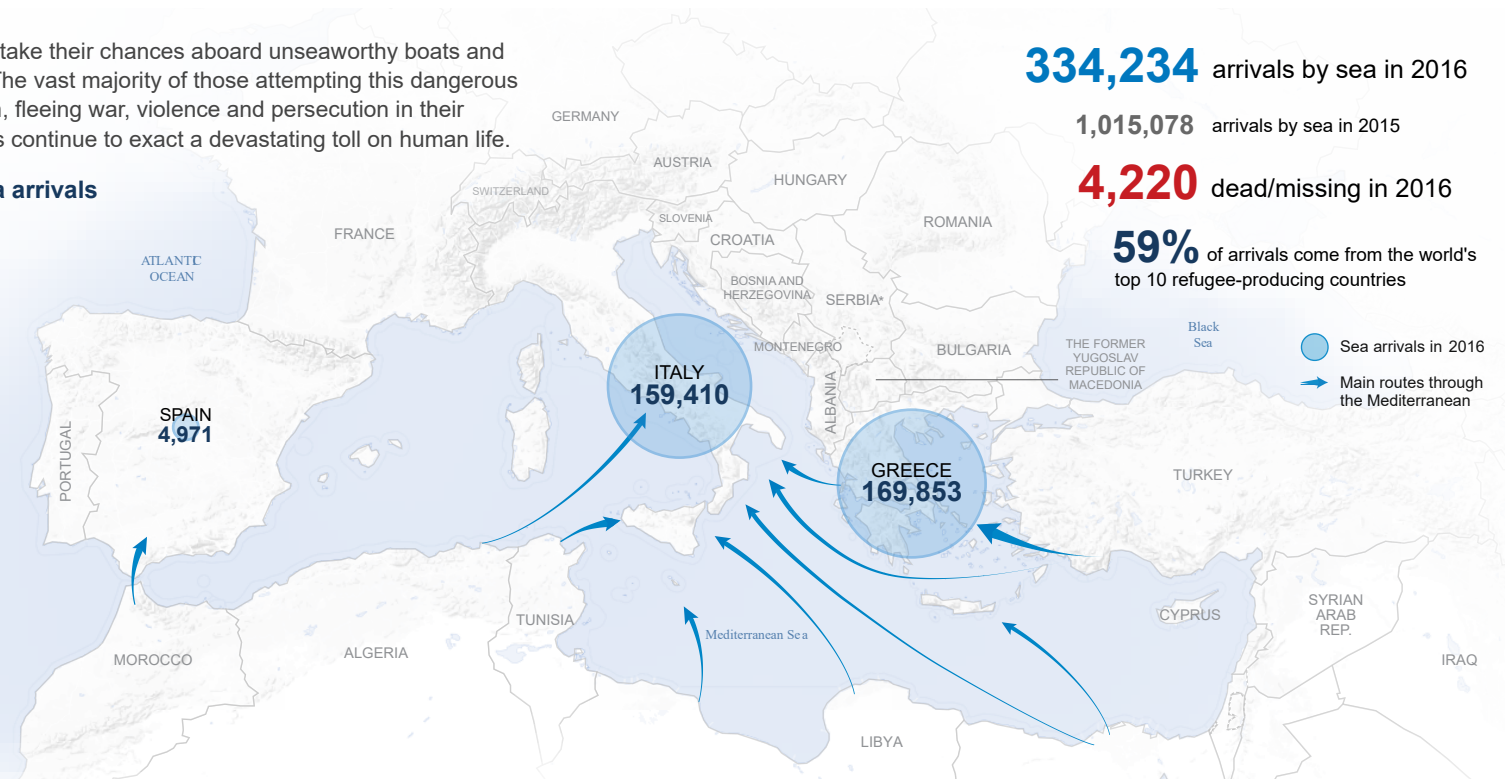 take their chances aboard unseaworthy boats and
The vast majority of those attempting this dangerous
, fleeing war, violence and persecution in their
s continue to exact a devastating toll on human life.
a arrivals
334,234 arrivals by sea in 2016
1,015,078 arrivals by sea in 2015
4,220 dead/missing in 2016
59% of arrivals come from the world's
top 10 refugee-producing countries
Sea arrivals in 2016
Main routes through
the Mediterranean
GERMANY
AUSTRIA
SWITZERLAND
HUNGARY
SLOVENIA
ROMANIA
FRANCE
CROATIA
ATLANTIC
OCEAN
BOSNIA AND
HERZEGOVINA
SERBIA*
Black
Sea
MONTENEGRO
BULGARIA
THE FORMER
YUGOSLAV
REPUBLIC OF
MACEDONIA
ITALY
159,410
ALBANIA
SPAIN
4,971
PORTUGAL
GREECE
169,853
TURKEY
TUNISIA
Mediterranean Sea
CYPRUS
SYRIAN
ARAB
REP.
MOROCCO
ALGERIA
IRAQ
LIBYA